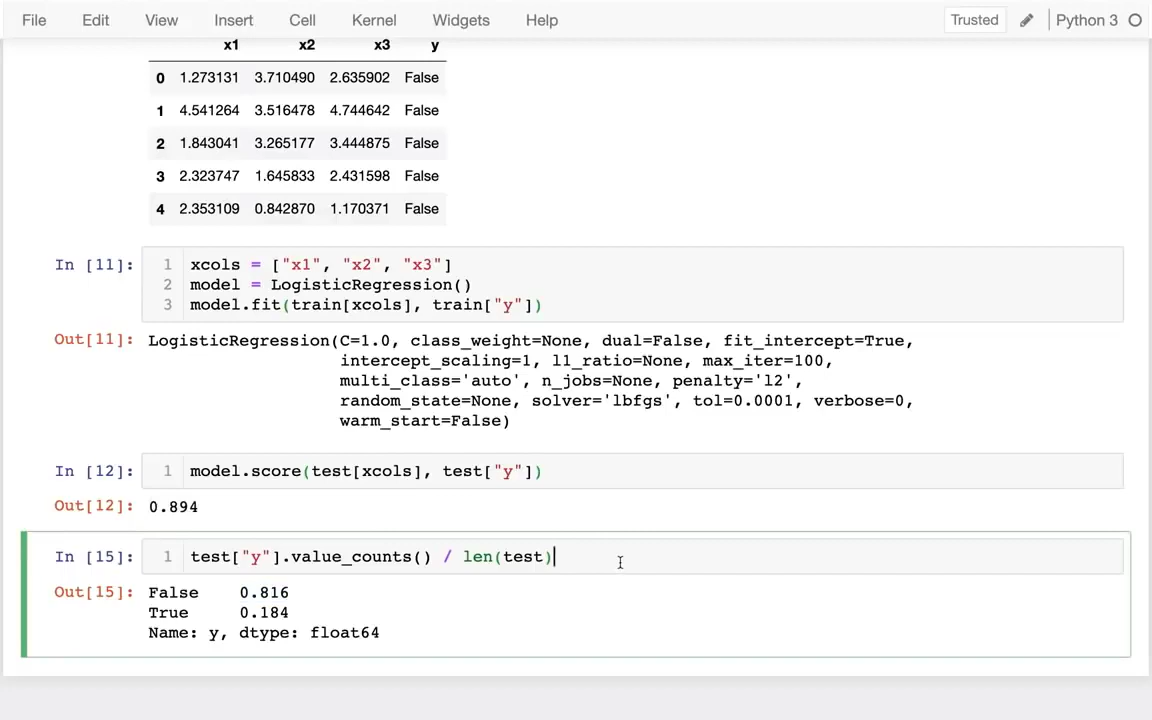 File Edit View Insert Cell Kernel Widgets Help Trusted Python 3
x1 x2 x3 y
0 1.273131 3.710490 2.635902 False
1 4.541264 3.516478 4.744642 False
2 1.843041 3.265177 3.444875 False
3 2.323747 1.645833 2.431598 False
4 2.353109 0.842870 1.170371 False
In [11]: 1 xcols = ["x1", "x2", "x3"]
2 model = LogisticRegression()
3 model.fit(train[xcols], train["y"])
Out[11]: LogisticRegression(C=1.0, class_weight=None, dual=False, fit_intercept=True,
intercept_scaling=1, l1_ratio=None, max_iter=100,
multi_class='auto', n_jobs=None, penalty='l2',
random_state=None, solver='lbfgs', tol=0.0001, verbose=0,
warm_start=False)
In [12]: 1 model.score(test[xcols], test["y"])
Out[12]: 0.894
In [15]: 1 test["y"].value_counts() / len(test)
Out[15]: False 0.816
True 0.184
Name: y, dtype: float64